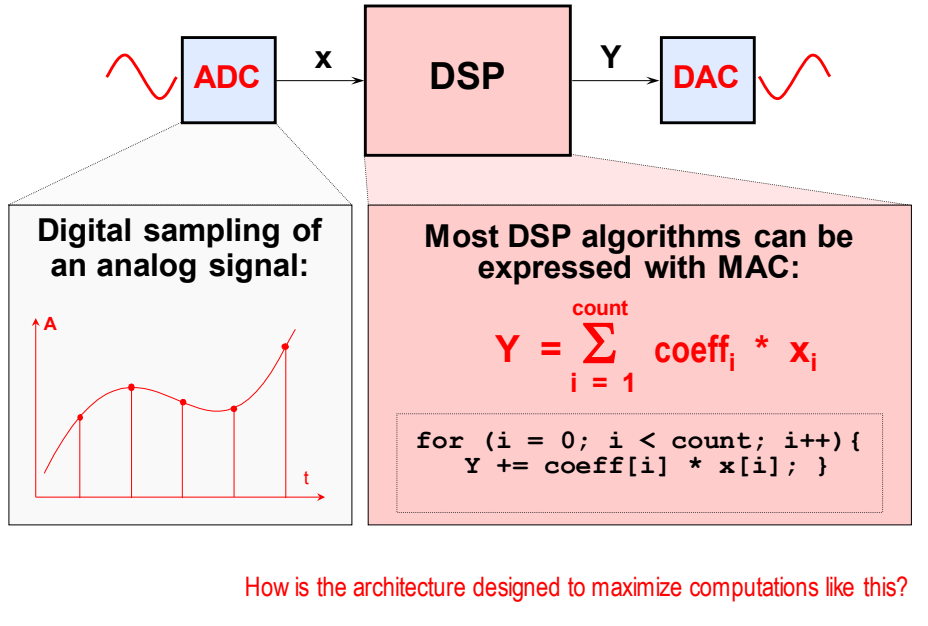 ADC
x
DSP
Y
DAC
Digital sampling of
an analog signal:
A
t
Most DSP algorithms can be
expressed with MAC:
count
Y = Σ coeffᵢ * xᵢ
i = 1
for (i = 0; i < count; i++){
Y += coeff[i] * x[i]; }
How is the architecture designed to maximize computations like this?